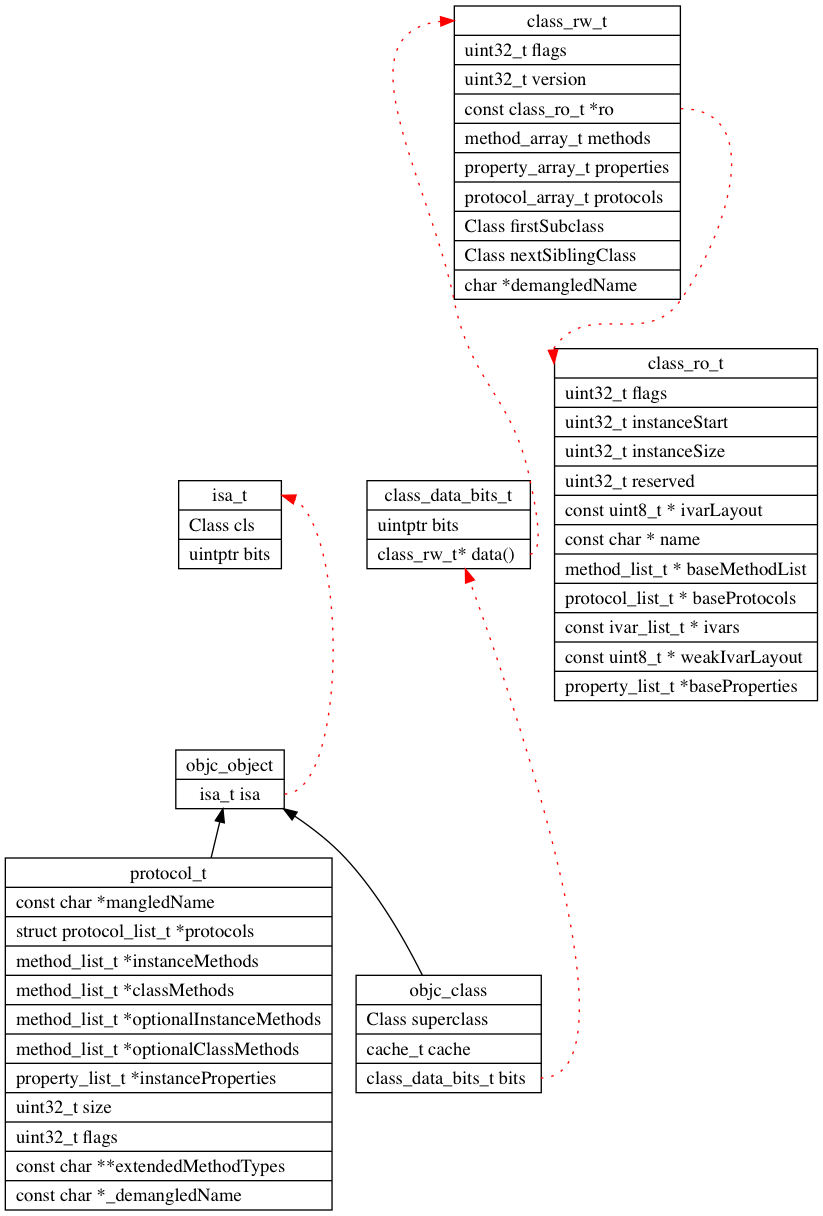 class_rw_t
uint32_t flags
uint32_t version
const class_ro_t *ro
method_array_t methods
property_array_t properties
protocol_array_t protocols
Class firstSubclass
Class nextSiblingClass
char *demangledName
class_ro_t
uint32_t flags
uint32_t instanceStart
uint32_t instanceSize
uint32_t reserved
const uint8_t * ivarLayout
const char * name
method_list_t * baseMethodList
protocol_list_t * baseProtocols
const ivar_list_t * ivars
const uint8_t * weakIvarLayout
property_list_t *baseProperties
isa_t
Class cls
uintptr bits
class_data_bits_t
uintptr bits
class_rw_t* data()
objc_object
isa_t isa
protocol_t
const char *mangledName
struct protocol_list_t *protocols
method_list_t *instanceMethods
method_list_t *classMethods
method_list_t *optionalInstanceMethods
method_list_t *optionalClassMethods
property_list_t *instanceProperties
uint32_t size
uint32_t flags
const char **extendedMethodTypes
const char *_demangledName
objc_class
Class superclass
cache_t cache
class_data_bits_t bits